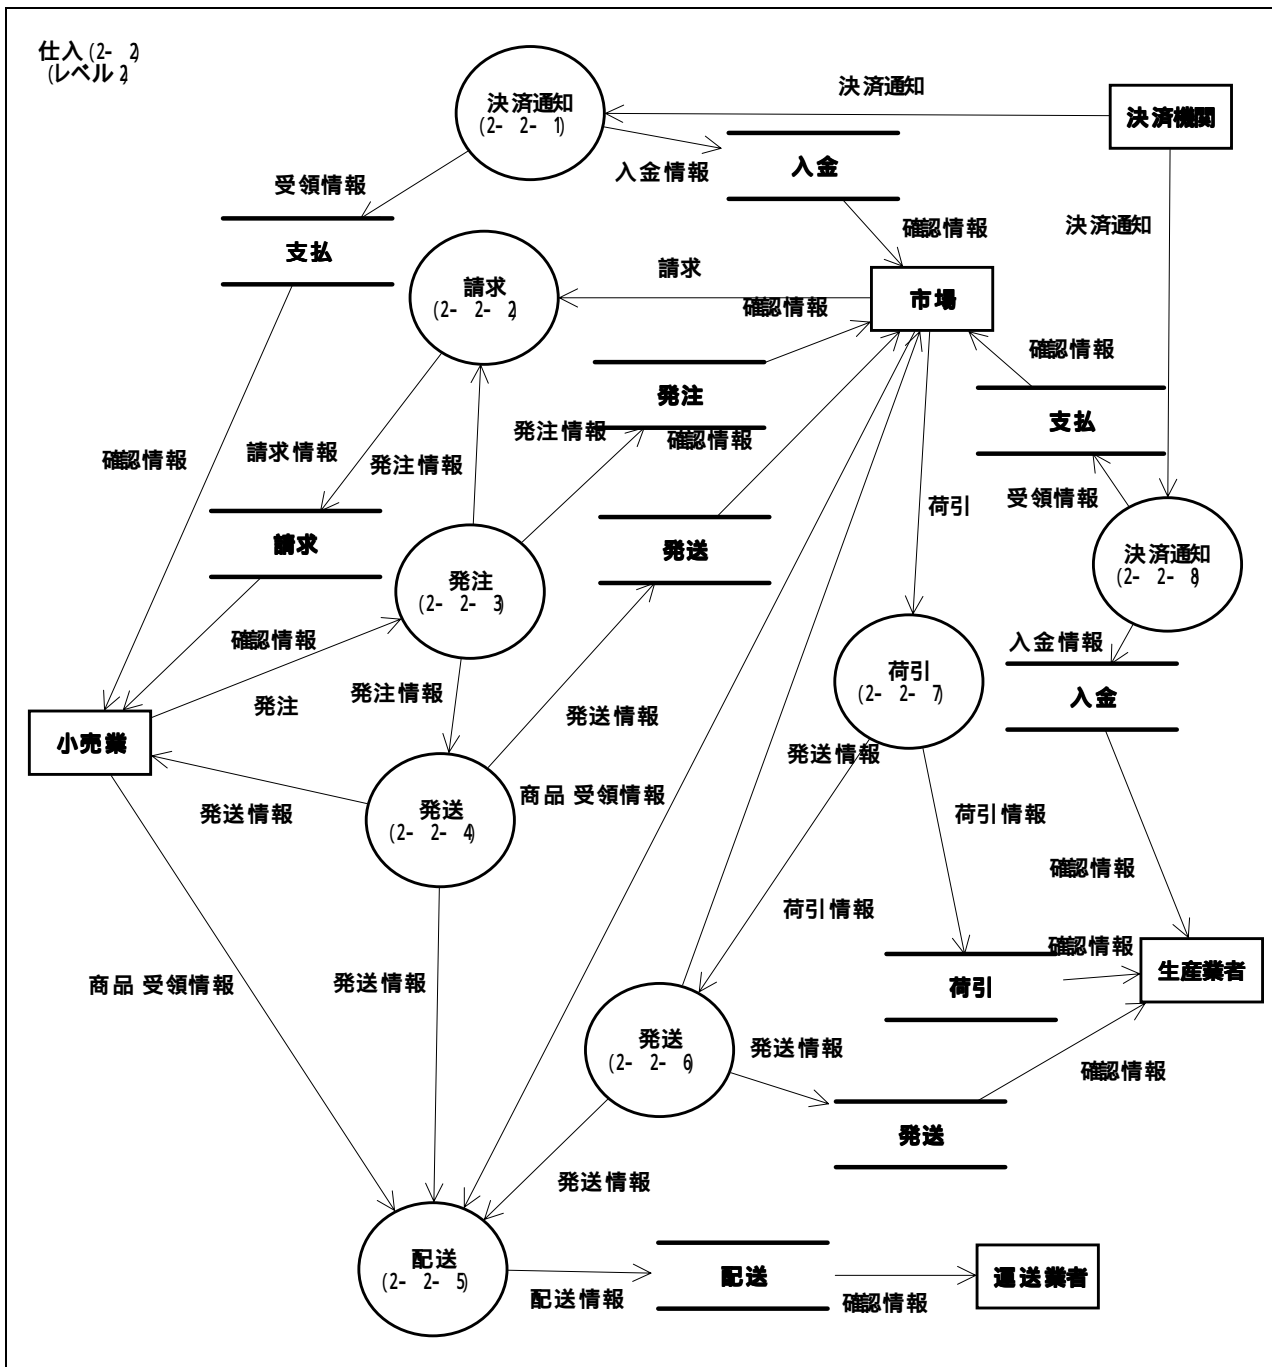 仕入(2- 2)
(レベル2)
決済通知
(2- 2- 1)
決済通知
決済機関
入金情報
入金
受領情報
支払
確認情報
決済通知
請求
(2- 2- 2)
請求
市場
確認情報
確認情報
発注
支払
発注情報
確認情報
確認情報
請求情報
発注情報
受領情報
荷引
請求
発送
決済通知
(2- 2- 8)
発注
(2- 2- 3)
確認情報
入金情報
荷引
(2- 2- 7)
入金
発注情報
発注
発送情報
小売業
発送情報
商品受領情報
発送情報
発送
(2- 2- 4)
荷引情報
確認情報
荷引情報
確認情報
生産業者
商品受領情報
発送情報
荷引
発送
(2- 2- 6)
発送情報
確認情報
発送
発送情報
配送
(2- 2- 5)
配送情報
配送
確認情報
運送業者